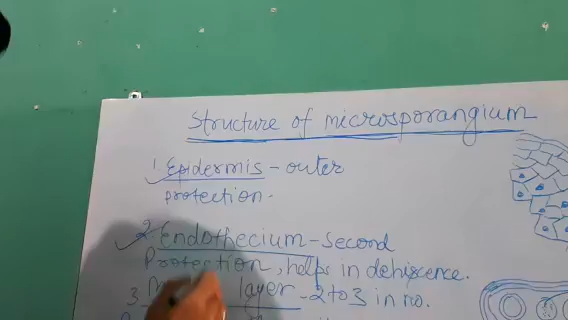 Structure of microsporangium
1. Epidermis - outer
protection.
2. Endothecium - second
Protection, helps in dehiscence.
3. layer - 2 to 3 in no.